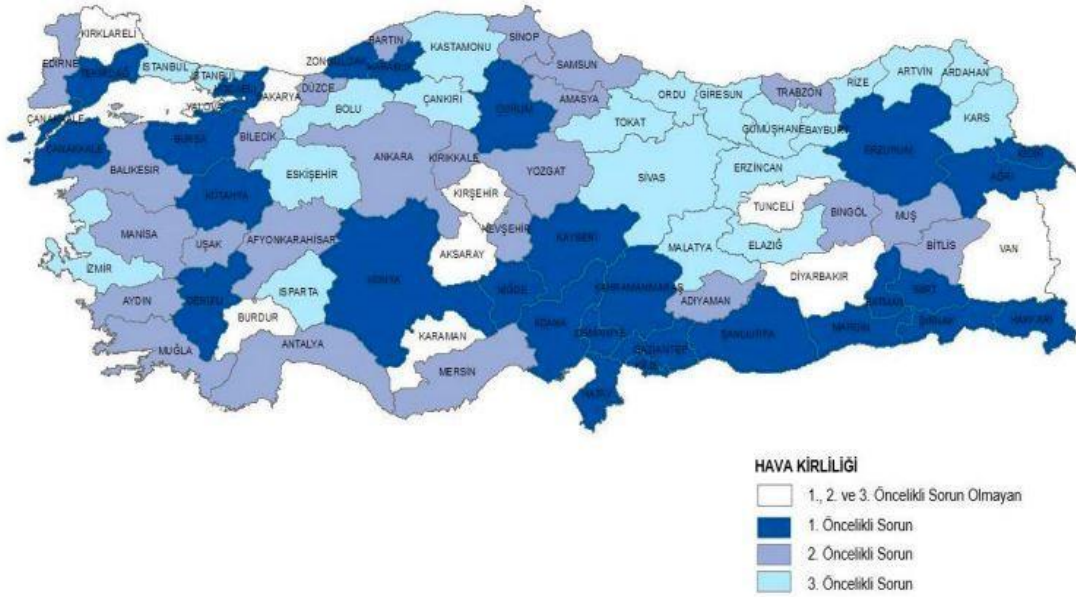 KIRKLARELİ
EDİRNE
TEKİRDAĞ
İSTANBUL
İSTANBUL
KOCAELİ
YALOVA
SAKARYA
DÜZCE
ZONGULDAK
BARTIN
KARABÜK
KASTAMONU
SİNOP
SAMSUN
ÇANKIRI
BOLU
ÇORUM
AMASYA
ORDU
GİRESUN
TRABZON
RİZE
ARTVİN
ARDAHAN
KARS
TOKAT
GÜMÜŞHANE
BAYBURT
ERZURUM
IĞDIR
AĞRI
ÇANAKKALE
ÇANAKKALE
BURSA
BİLECİK
BALIKESİR
KÜTAHYA
ESKİŞEHİR
ANKARA
KIRIKKALE
YOZGAT
SİVAS
ERZİNCAN
TUNCELİ
BİNGÖL
MUŞ
BİTLİS
VAN
KIRŞEHİR
NEVŞEHİR
KAYSERİ
MALATYA
ELAZIĞ
DİYARBAKIR
MANİSA
UŞAK
AFYONKARAHİSAR
AKSARAY
KONYA
NİĞDE
KAHRAMANMARAŞ
ADIYAMAN
BATMAN
SİİRT
ŞIRNAK
HAKKARİ
İZMİR
AYDIN
DENİZLİ
ISPARTA
BURDUR
MUĞLA
ANTALYA
KARAMAN
MERSİN
ADANA
OSMANİYE
GAZİANTEP
KİLİS
ŞANLIURFA
MARDİN
HATAY
HAVA KİRLİLİĞİ
1., 2. ve 3. Öncelikli Sorun Olmayan
1. Öncelikli Sorun
2. Öncelikli Sorun
3. Öncelikli Sorun